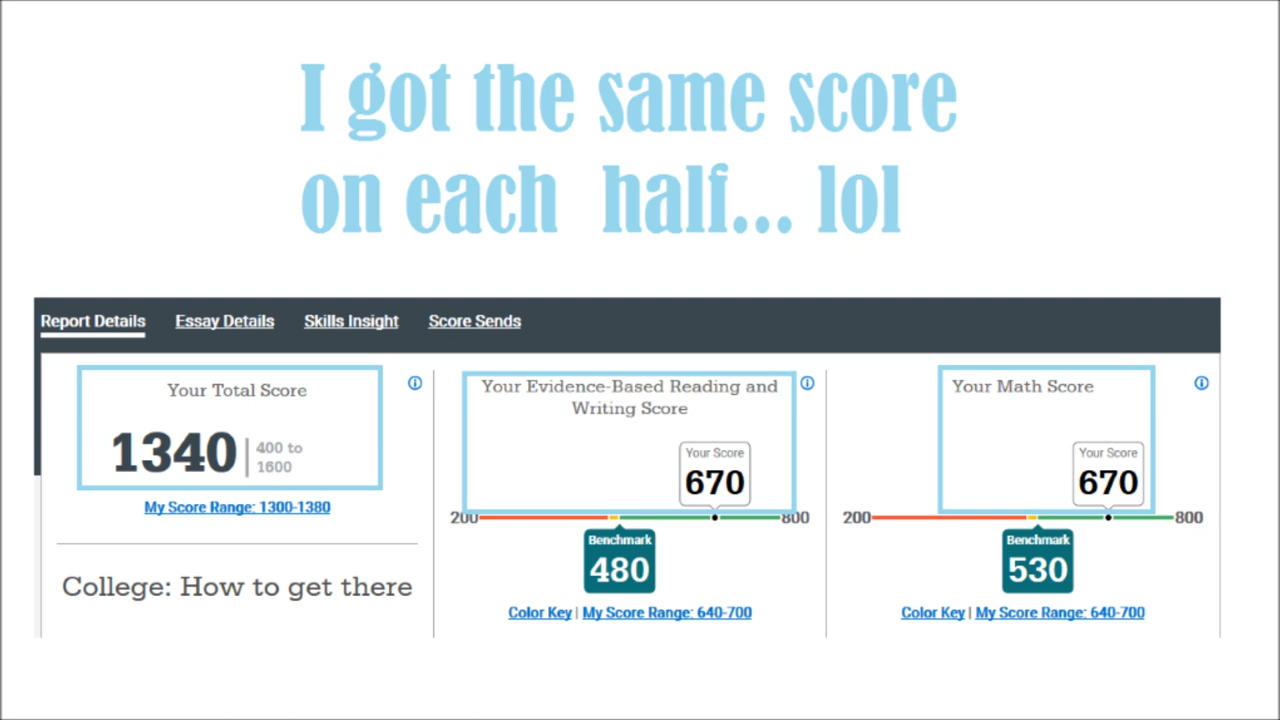 I got the same score
on each half... lol
Report Details Essay Details Skills Insight Score Sends
Your Total Score
1340 400 to
1600
My Score Range: 1300-1380
College: How to get there
Your Evidence-Based Reading and
Writing Score
Your Score
670
200 800
Benchmark
480
Color Key | My Score Range: 640-700
Your Math Score
Your Score
670
200 800
Benchmark
530
Color Key | My Score Range: 640-700